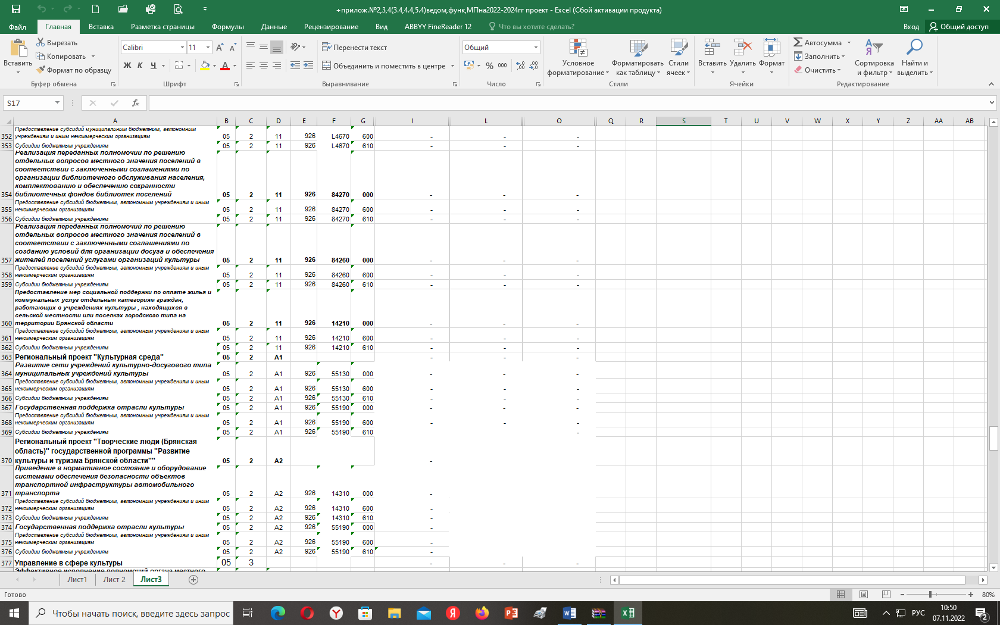 +прилож.№2,3,4(3.4,4.4,5.4)ведом,функ,МПна2022-2024гг проект - Excel (Сбой активации продукта)
Файл Главная Вставка Разметка страницы Формулы Данные Рецензирование Вид ABBYY FineReader 12 Что вы хотите сделать? Вход Общий доступ
Вставить
Вырезать
Копировать
Формат по образцу
Буфер обмена
Calibri 11
Ж К Ч
Шрифт
Перенести текст
Объединить и поместить в центре
Выравнивание
Общий
% 000
Число
Условное форматирование
Форматировать как таблицу
Стили ячеек
Стили
Вставить Удалить Формат
Ячейки
Автосумма
Заполнить
Очистить
Сортировка и фильтр
Найти и выделить
Редактирование
S17 fx
A B C D E F G I L O Q R S T U V W X Y Z AA AB
Предоставление субсидий муниципальным бюджетным, автономным
352 учреждениям и иным некоммерческим организациям 05 2 11 926 L4670 600 - - -
353 Субсидии бюджетным учреждениям 05 2 11 926 L4670 610 - - -
Реализация переданных полномочий по решению
отдельных вопросов местного значения поселений в
соответствии с заключенными соглашениями по
организации библиотечного обслуживания населения,
комплектованию и обеспечению сохранности
354 библиотечных фондов библиотек поселений 05 2 11 926 84270 000 - - -
Предоставление субсидий бюджетным, автономным учреждениям и иным
355 некоммерческим организациям 05 2 11 926 84270 600 - - -
356 Субсидии бюджетным учреждениям 05 2 11 926 84270 610 - - -
Реализация переданных полномочий по решению
отдельных вопросов местного значения поселений в
соответствии с заключенными соглашениями по
созданию условий для организации досуга и обеспечения
357 жителей поселений услугами организаций культуры 05 2 11 926 84260 000 - - -
Предоставление субсидий бюджетным, автономным учреждениям и иным
358 некоммерческим организациям 05 2 11 926 84260 600 - - -
359 Субсидии бюджетным учреждениям 05 2 11 926 84260 610 - - -
Предоставление мер социальной поддержки по оплате жилья и
коммунальных услуг отдельным категориям граждан,
работающих в учреждениях культуры , находящихся в
сельской местности или поселках городского типа на
360 территории Брянской области 05 2 11 926 14210 000 - - -
Предоставление субсидий бюджетным, автономным учреждениям и иным
361 некоммерческим организациям 05 2 11 926 14210 600 - - -
362 Субсидии бюджетным учреждениям 05 2 11 926 14210 610 - - -
363 Региональный проект "Культурная среда" 05 2 A1 - - -
Развитие сети учреждений культурно-досугового типа
364 муниципальных учреждений культуры 05 2 A1 926 55130 000 - - -
Предоставление субсидий бюджетным, автономным учреждениям и иным
365 некоммерческим организациям 05 2 A1 926 55130 600 - - -
366 Субсидии бюджетным учреждениям 05 2 A1 926 55130 610 - - -
367 Государственная поддержка отрасли культуры 05 2 A1 926 55190 000 - - -
Предоставление субсидий бюджетным, автономным учреждениям и иным
368 некоммерческим организациям 05 2 A1 926 55190 600 - - -
369 Субсидии бюджетным учреждениям 05 2 A1 926 55190 610 -
Региональный проект "Творческие люди (Брянская
область)" государственной программы "Развитие
370 культуры и туризма Брянской области"" 05 2 A2 -
Приведение в нормативное состояние и оборудование
системами обеспечения безопасности объектов
транспортной инфраструктуры автомобильного
371 транспорта 05 2 A2 926 14310 000 -
Предоставление субсидий бюджетным, автономным учреждениям и иным
372 некоммерческим организациям 05 2 A2 926 14310 600 -
373 Субсидии бюджетным учреждениям 05 2 A2 926 14310 610 -
374 Государственная поддержка отрасли культуры 05 2 A2 926 55190 000 -
Предоставление субсидий бюджетным, автономным учреждениям и иным
375 некоммерческим организациям 05 2 A2 926 55190 600 -
376 Субсидии бюджетным учреждениям 05 2 A2 926 55190 610 -
377 Управление в сфере культуры 05 3 - - -
Эффективное исполнение полномочий органа местного
Лист1 Лист 2 Лист3
Готово 80%
Чтобы начать поиск, введите здесь запрос
РУС
10:50
07.11.2022
2